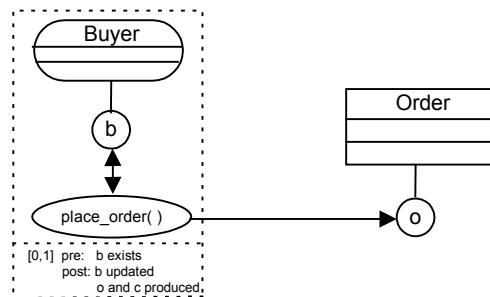 Buyer
Order
b
place_order( )
o
[0,1] pre: b exists
post: b updated
o and c produced